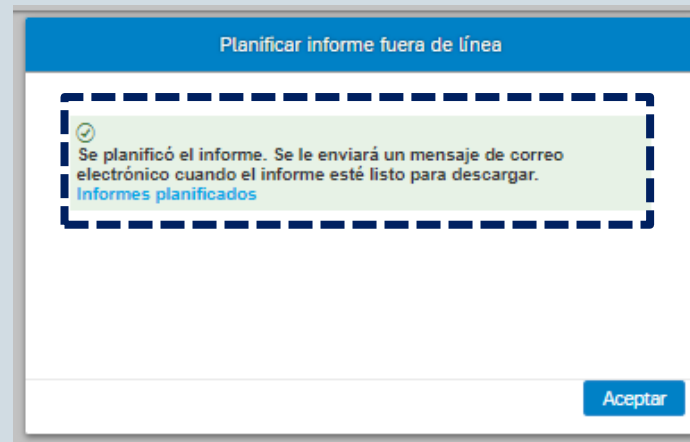 Planificar informe fuera de línea
Se planificó el informe. Se le enviará un mensaje de correo
electrónico cuando el informe esté listo para descargar.
Informes planificados
Aceptar